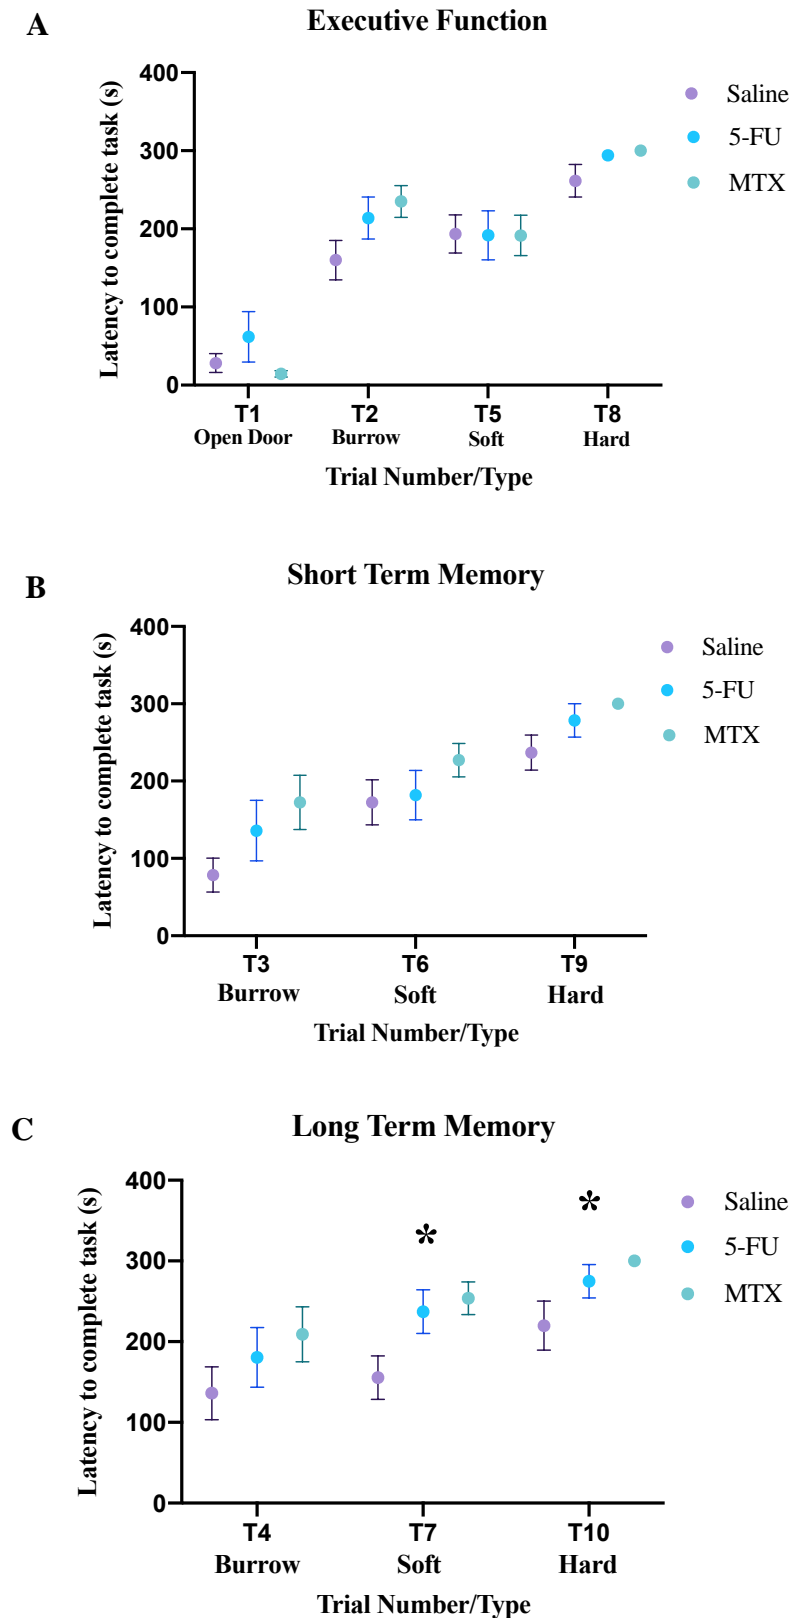 A
Executive Function
Latency to complete task (s)
400
300
200
100
0
Saline
5-FU
MTX
T1 T2 T5 T8
Open Door Burrow Soft Hard
Trial Number/Type
B
Short Term Memory
Latency to complete task (s)
400
300
200
100
0
Saline
5-FU
MTX
T3 T6 T9
Burrow Soft Hard
Trial Number/Type
C
Long Term Memory
Latency to complete task (s)
400
300
200
100
0
* *
Saline
5-FU
MTX
T4 T7 T10
Burrow Soft Hard
Trial Number/Type